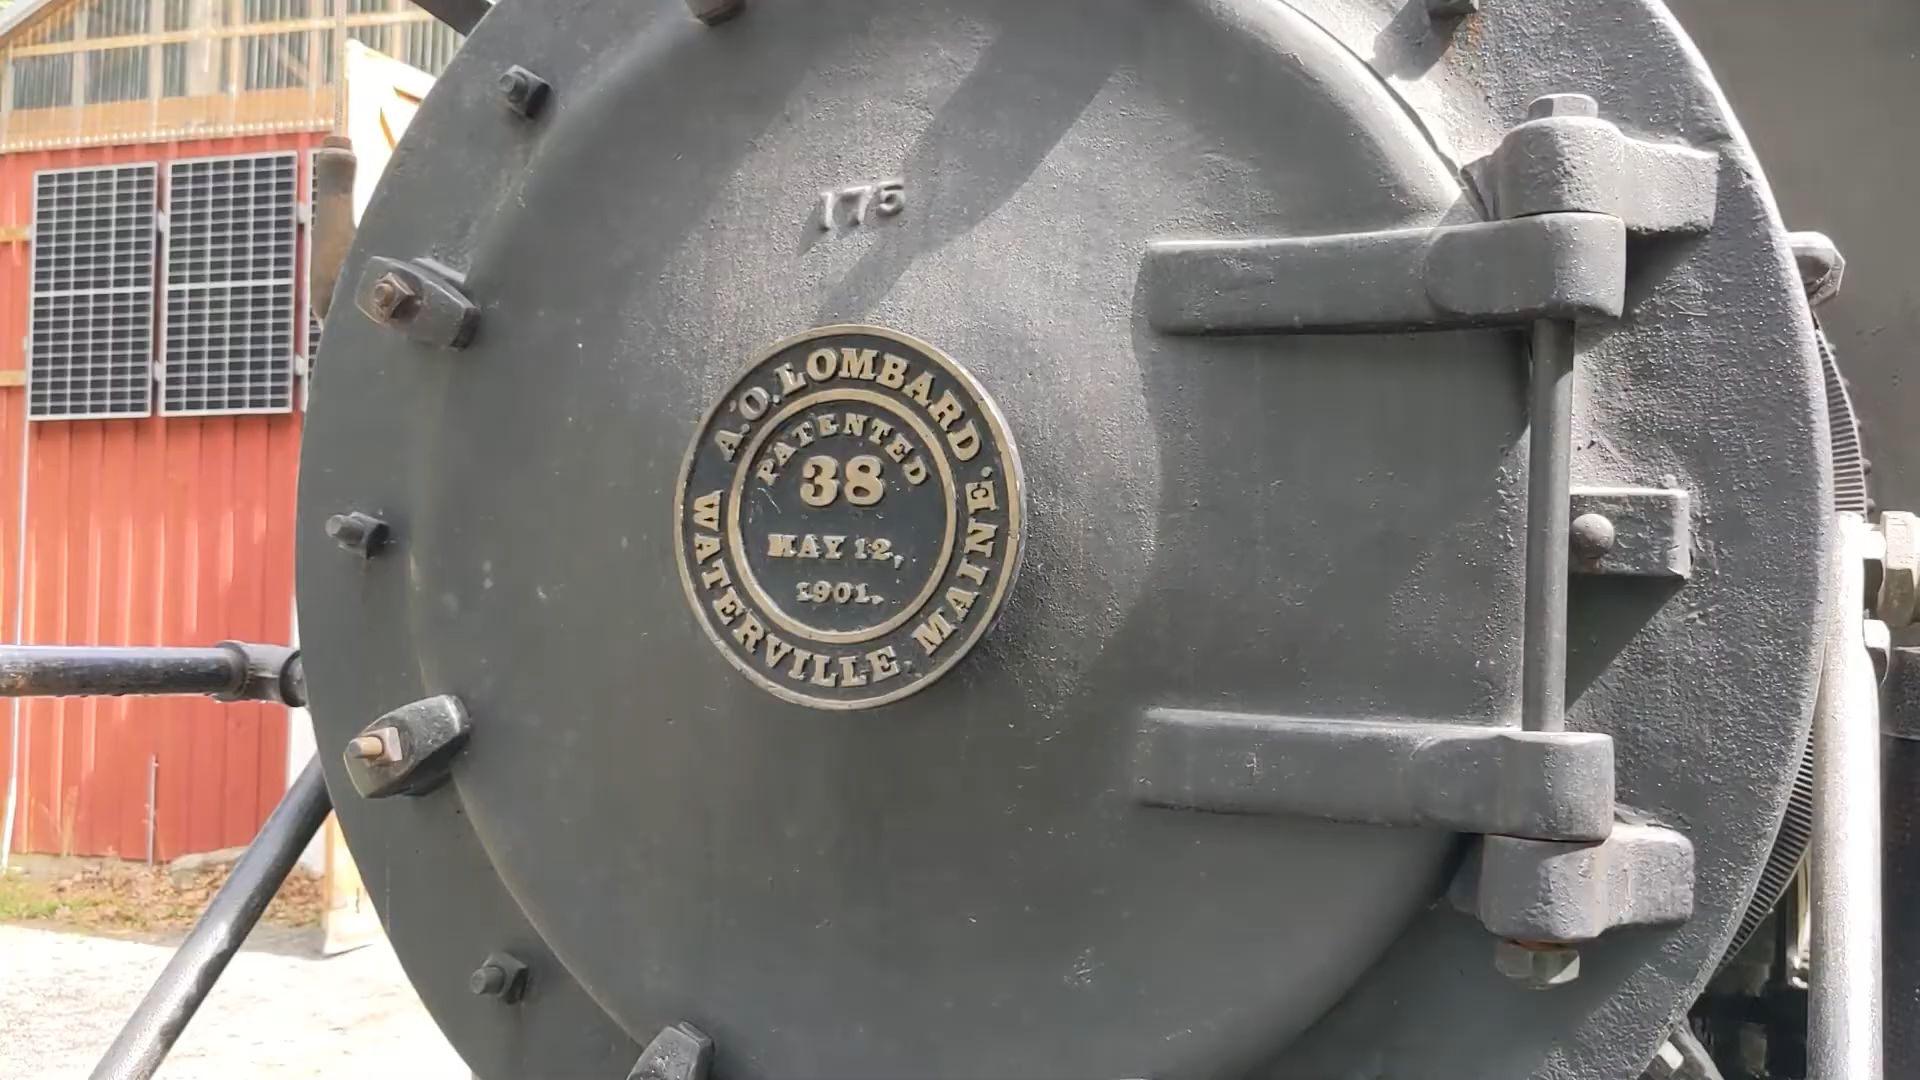 175
A. O. LOMBARD.
WATERVILLE, MAINE
PATENTED
38
MAY 12,
1901.